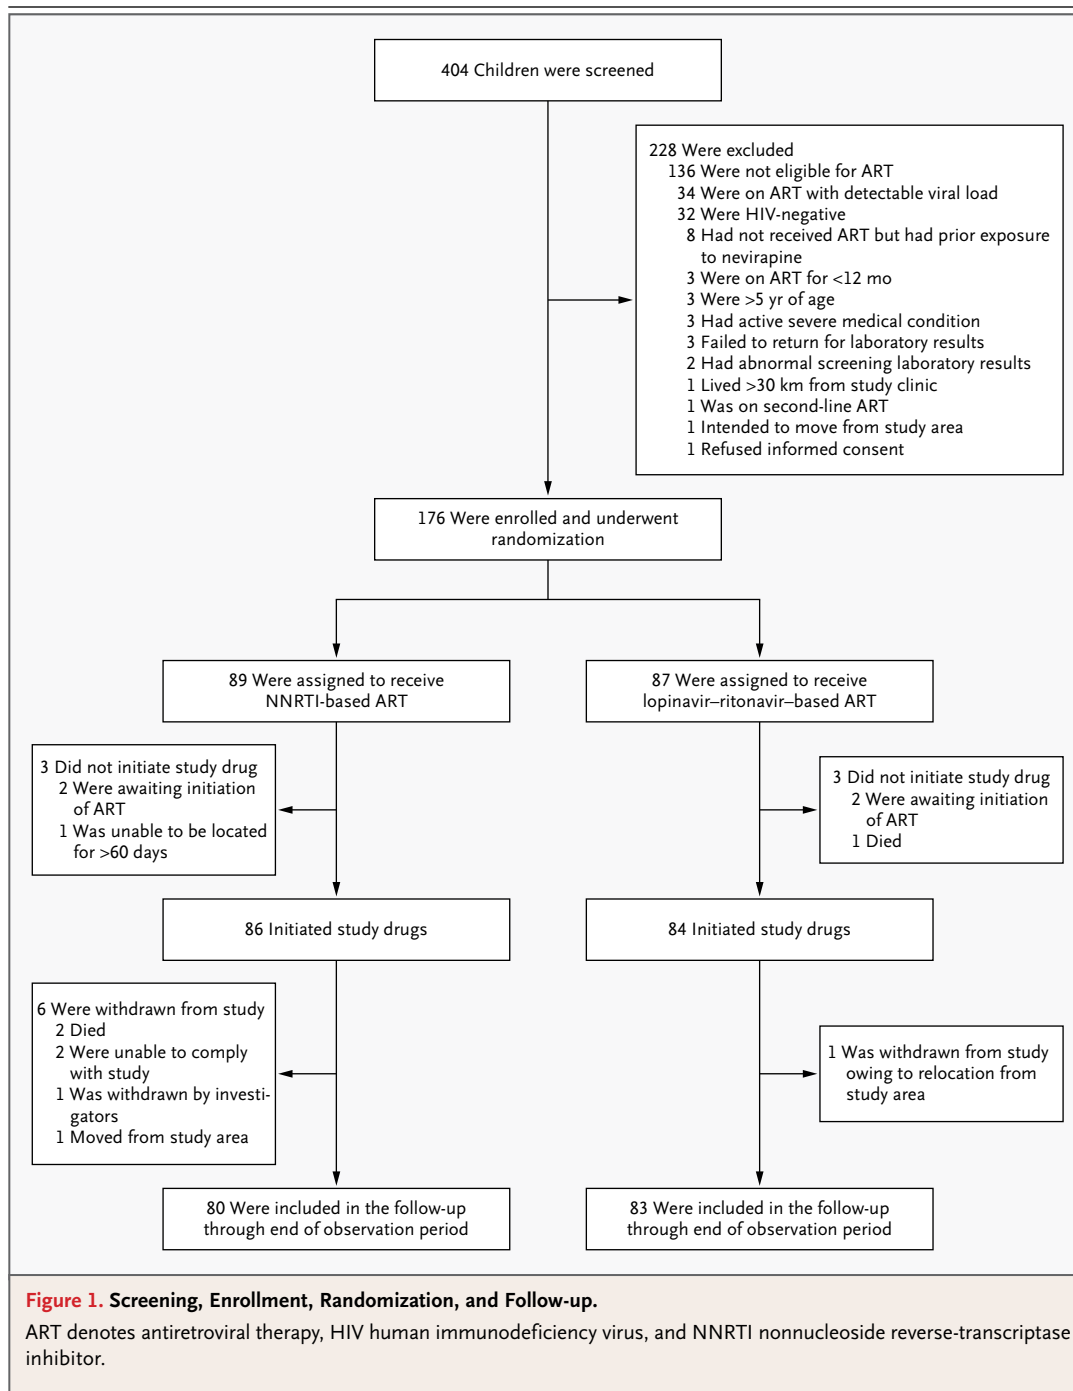 404 Children were screened
228 Were excluded
136 Were not eligible for ART
34 Were on ART with detectable viral load
32 Were HIV-negative
8 Had not received ART but had prior exposure
to nevirapine
3 Were on ART for <12 mo
3 Were >5 yr of age
3 Had active severe medical condition
3 Failed to return for laboratory results
2 Had abnormal screening laboratory results
1 Lived >30 km from study clinic
1 Was on second-line ART
1 Intended to move from study area
1 Refused informed consent
176 Were enrolled and underwent
randomization
89 Were assigned to receive
NNRTI-based ART
87 Were assigned to receive
lopinavir–ritonavir–based ART
3 Did not initiate study drug
2 Were awaiting initiation
of ART
1 Was unable to be located
for >60 days
3 Did not initiate study drug
2 Were awaiting initiation
of ART
1 Died
86 Initiated study drugs
84 Initiated study drugs
6 Were withdrawn from study
2 Died
2 Were unable to comply
with study
1 Was withdrawn by investi-
gators
1 Moved from study area
1 Was withdrawn from study
owing to relocation from
study area
80 Were included in the follow-up
through end of observation period
83 Were included in the follow-up
through end of observation period
Figure 1. Screening, Enrollment, Randomization, and Follow-up.
ART denotes antiretroviral therapy, HIV human immunodeficiency virus, and NNRTI nonnucleoside reverse-transcriptase
inhibitor.